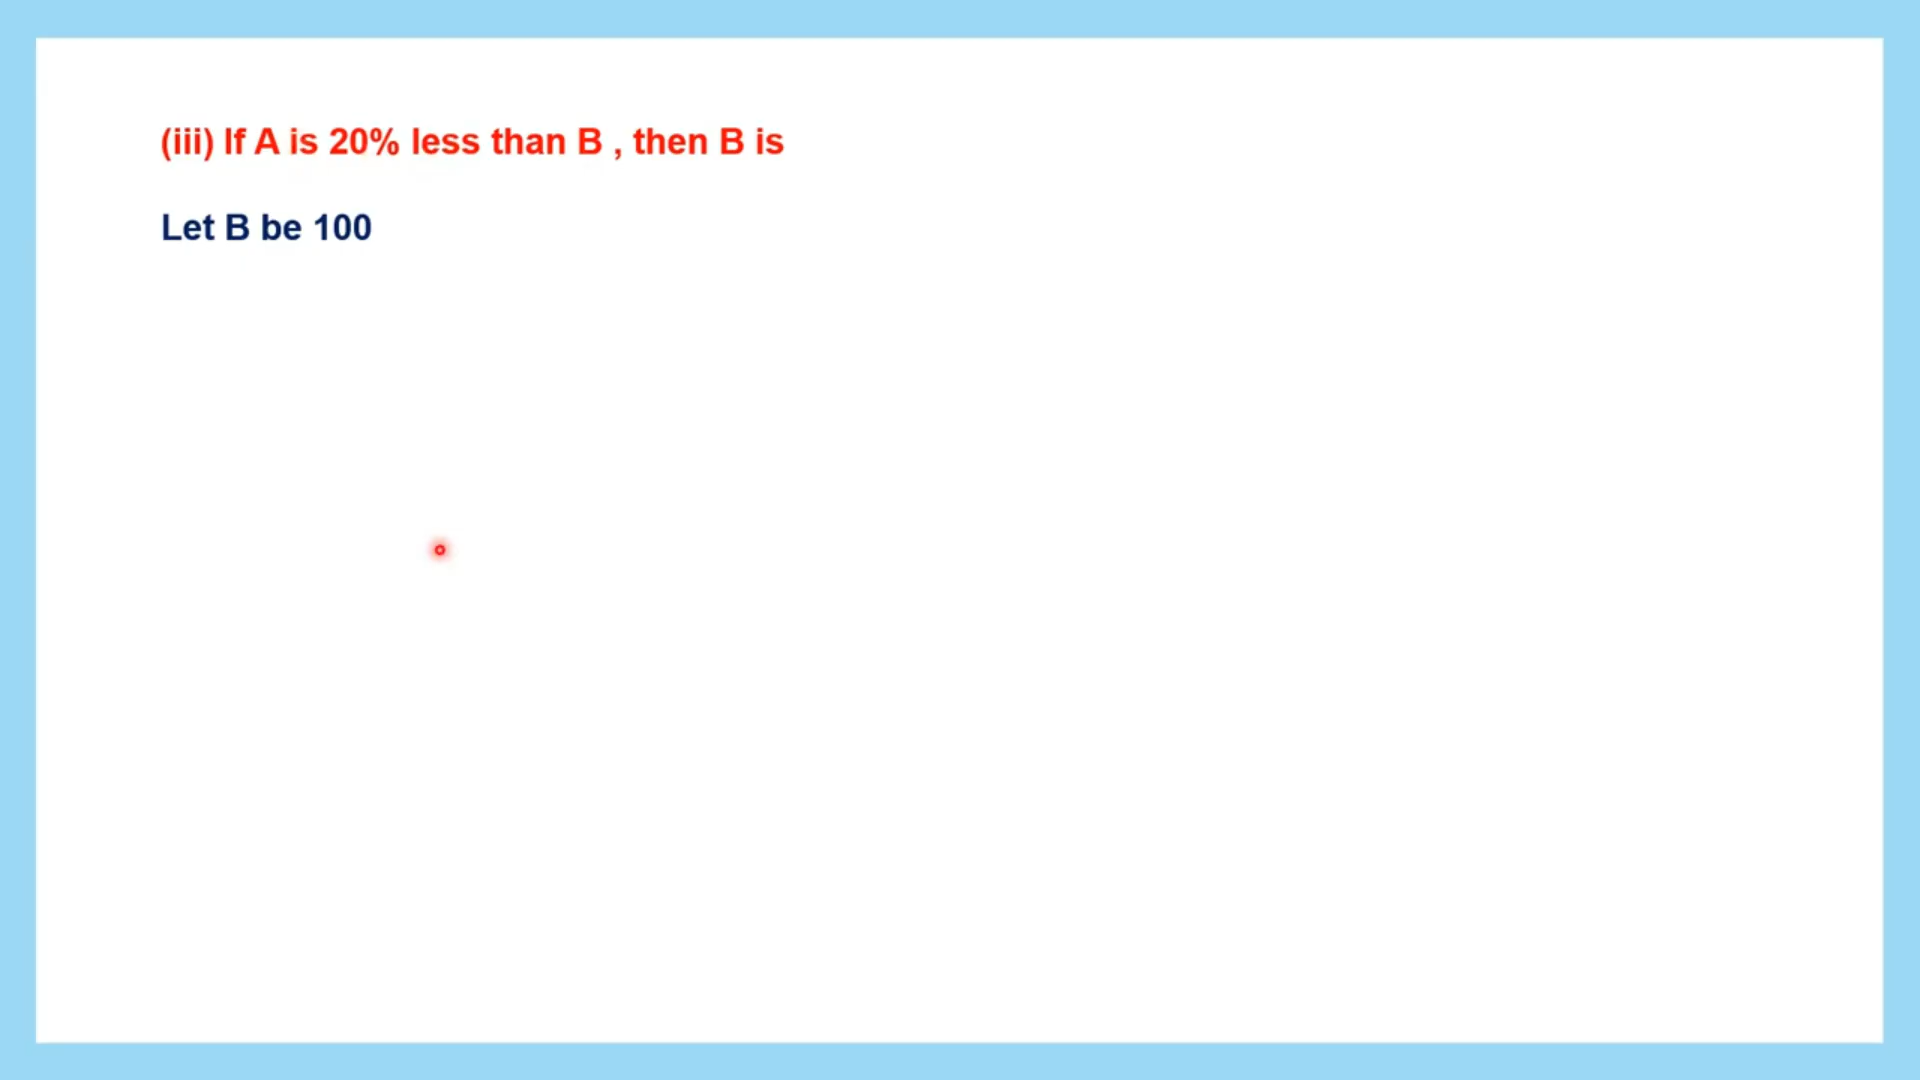 (iii) If A is 20% less than B , then B is
Let B be 100